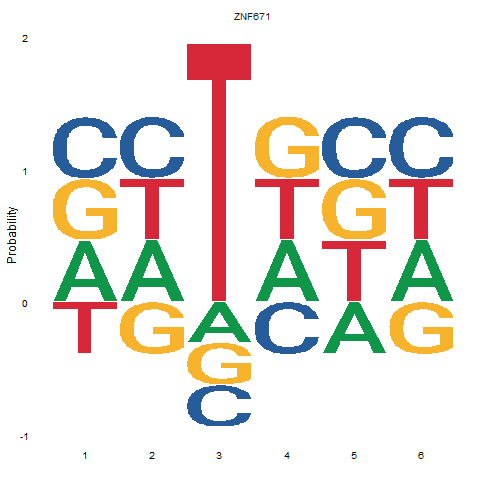 ZNF671
2
1
0
-1
Probability
C C T G C C
G T T G T
A A A T A
T G A C A G
G
C
1 2 3 4 5 6